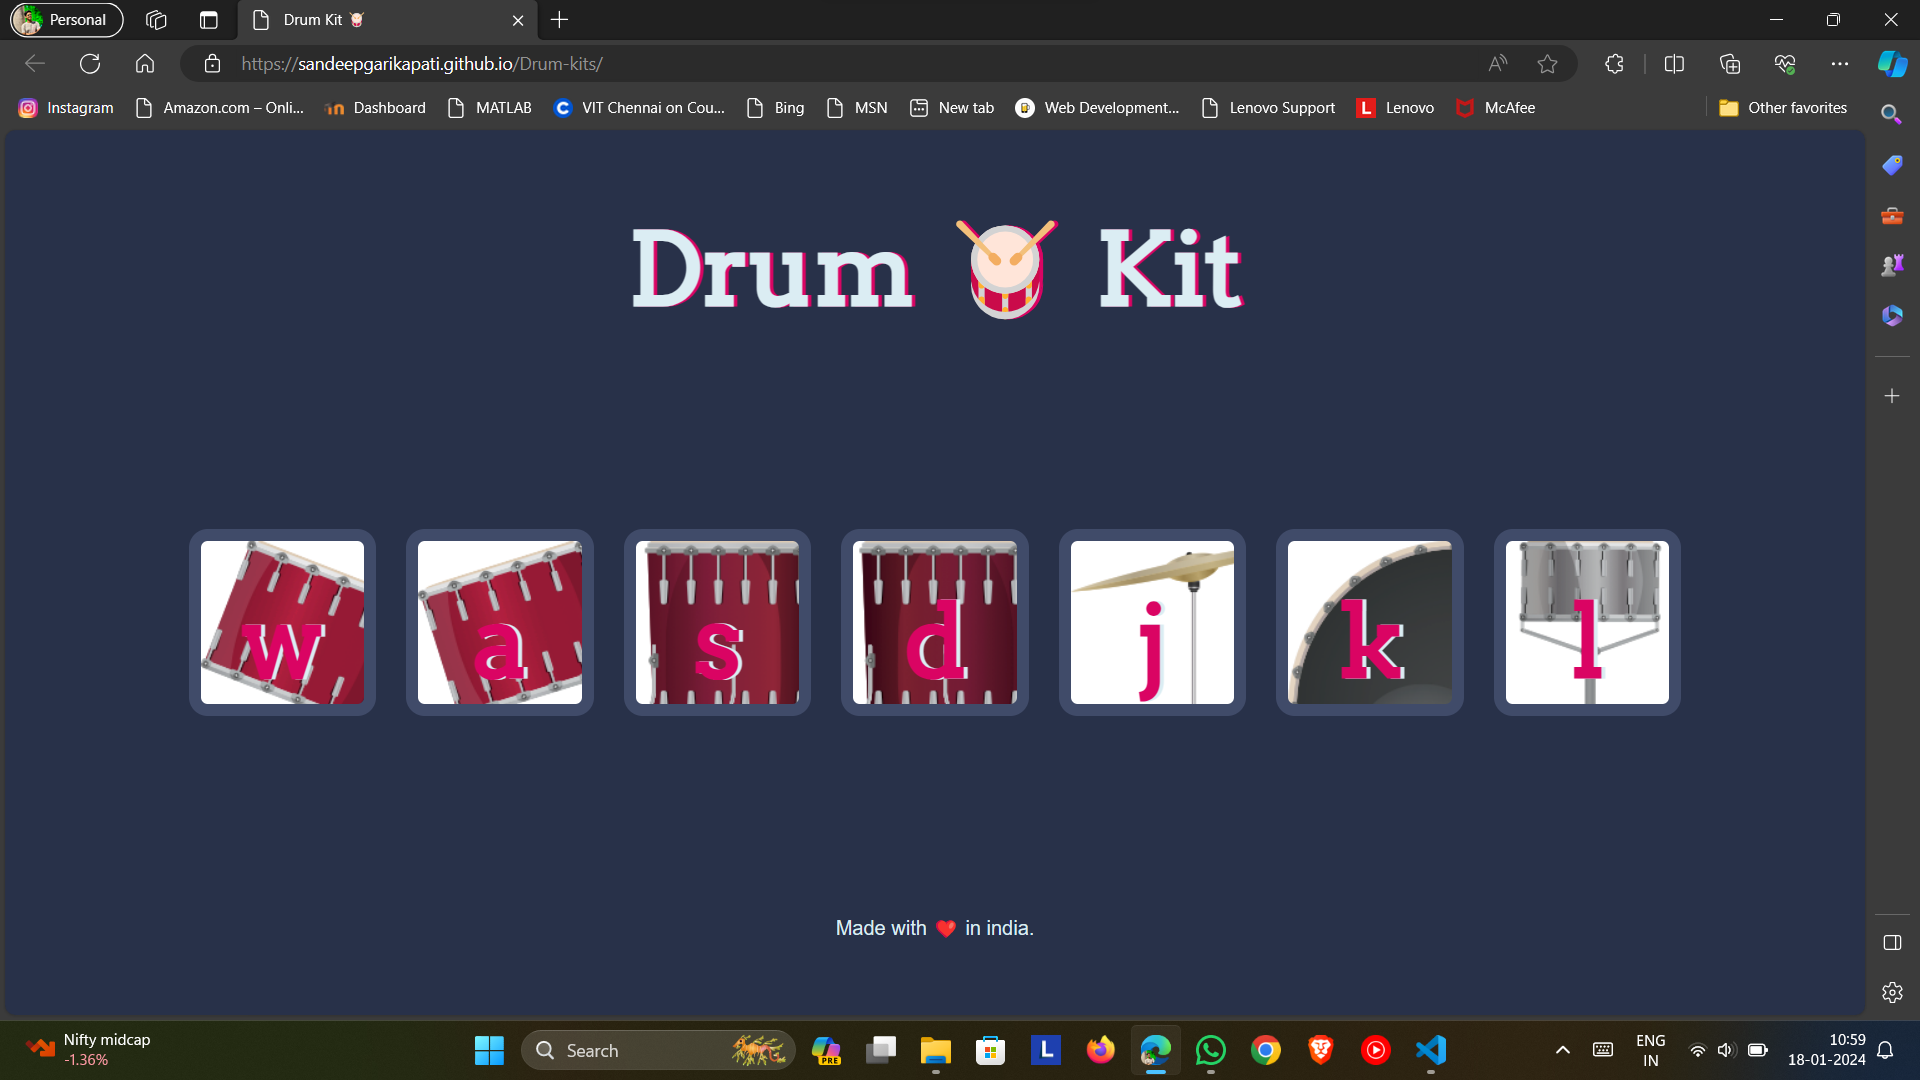 Personal
Drum Kit 🥁
https://sandeepgarikapati.github.io/Drum-kits/
Instagram
Amazon.com – Onli...
Dashboard
MATLAB
VIT Chennai on Cou...
Bing
MSN
New tab
Web Development...
Lenovo Support
L Lenovo
McAfee
Other favorites
Drum 🥁 Kit
w
a
s
d
j
k
l
Made with ❤️ in india.
Nifty midcap
-1.36%
Search
PRE
L
ENG
IN
10:59
18-01-2024